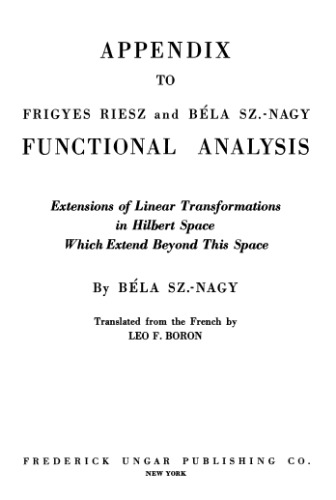 APPENDIX
TO
FRIGYES RIESZ and BÉLA SZ.-NAGY
FUNCTIONAL ANALYSIS
Extensions of Linear Transformations
in Hilbert Space
Which Extend Beyond This Space
By BÉLA SZ.-NAGY
Translated from the French by
LEO F. BORON
FREDERICK UNGAR PUBLISHING CO.
NEW YORK